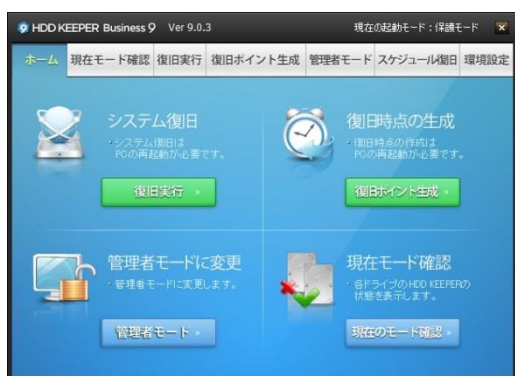 HDD KEEPER Business 9 Ver 9.0.3 現在の起動モード：保護モード
ホーム 現在モード確認 復旧実行 復旧ポイント生成 管理者モード スケジュール復旧 環境設定
システム復旧
・システム復旧は
PCの再起動が必要です。
復旧実行
復旧時点の生成
・復旧時点の作成は
PCの再起動が必要です。
復旧ポイント生成
管理者モードに変更
・管理者モードに変更します。
管理者モード
現在モード確認
・各ドライブのHDD KEEPERの
状態を表示します。
現在のモード確認